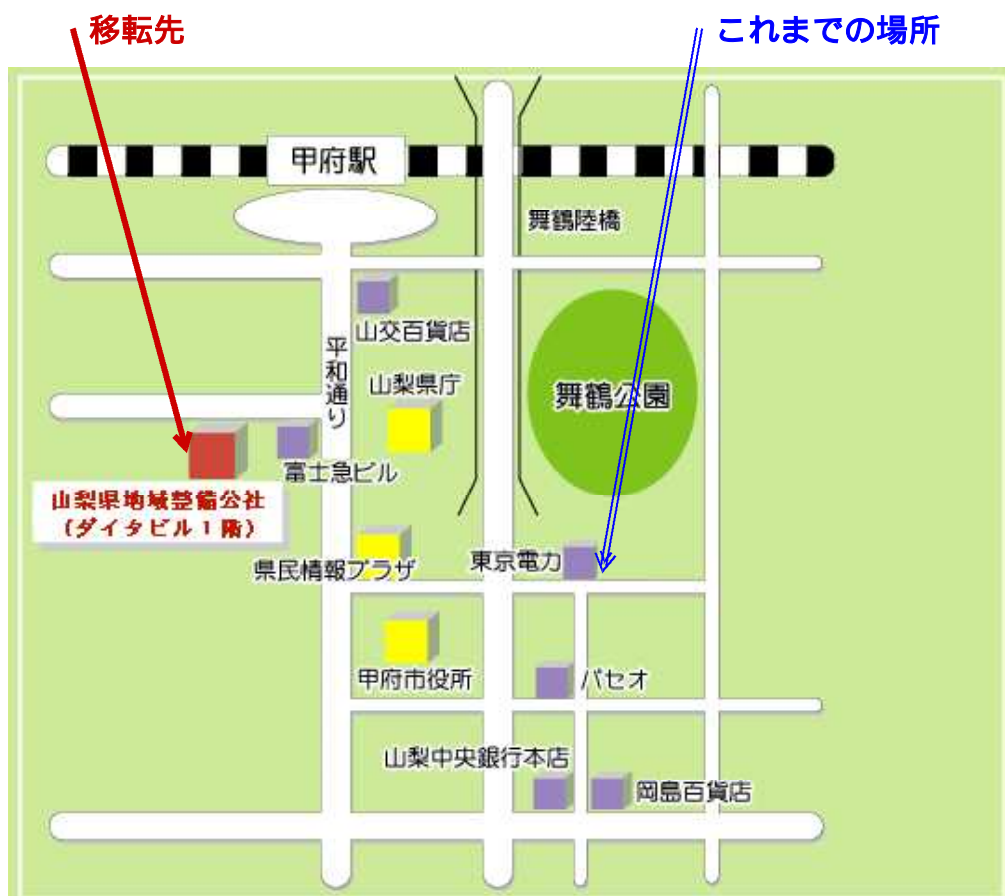 移転先
これまでの場所
甲府駅
舞鶴陸橋
山交百貨店
平和通り
山梨県庁
舞鶴公園
富士急ビル
山梨県地域整備公社
(ダイタビル1階)
県民情報プラザ
東京電力
甲府市役所
パセオ
山梨中央銀行本店
岡島百貨店